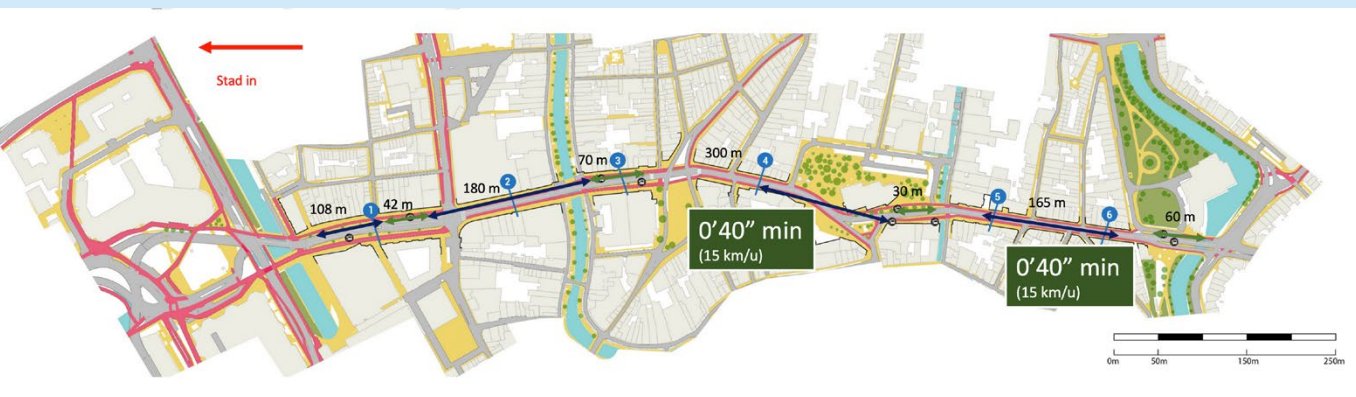 Stad in
108 m
1
42 m
180 m
2
70 m
3
300 m
4
0'40" min
(15 km/u)
30 m
5
165 m
0'40" min
(15 km/u)
6
60 m
0m 50m 150m 250m